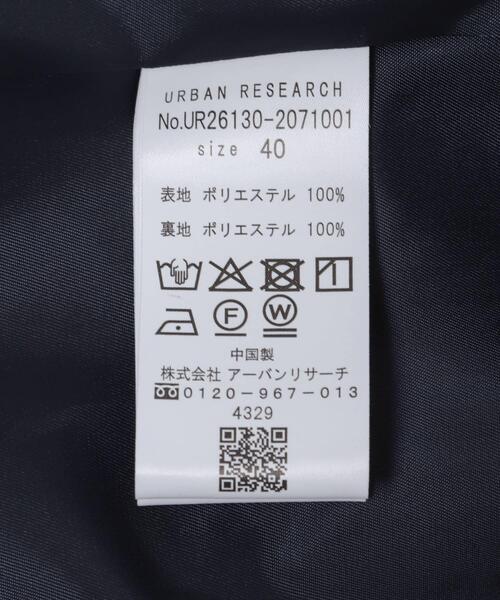 URBAN RESEARCH
No.UR26130-2071001
size 40
表地 ポリエステル 100%
裏地 ポリエステル 100%
F W
中国製
株式会社 アーバンリサーチ
0120-967-013
4329